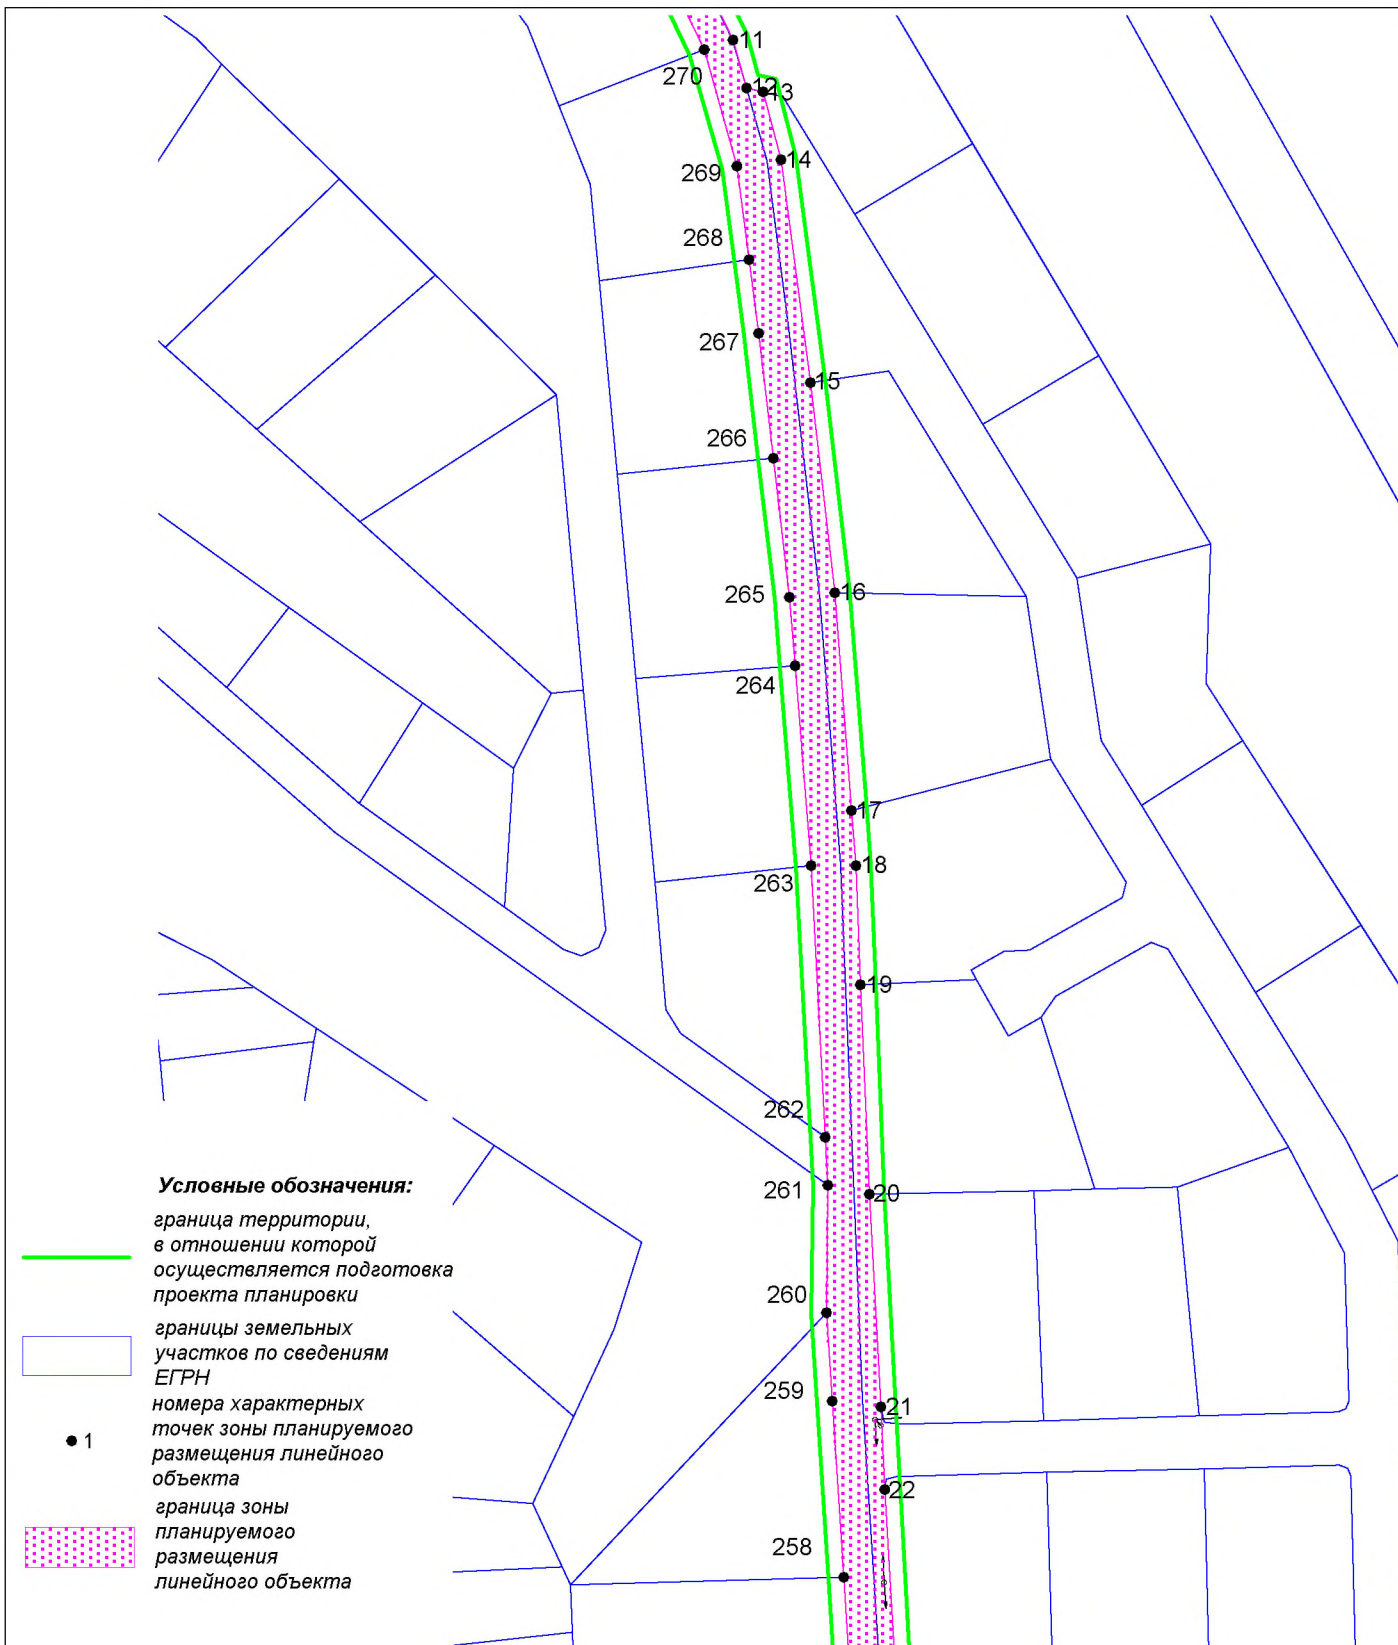 11
270
12
13
14
269
268
267
15
266
265
16
264
17
263
18
19
262
261
20
260
259
21
22
258
Условные обозначения:
граница территории,
в отношении которой
осуществляется подготовка
проекта планировки
границы земельных
участков по сведениям
ЕГРН
номера характерных
точек зоны планируемого
размещения линейного
объекта
1
граница зоны
планируемого
размещения
линейного объекта